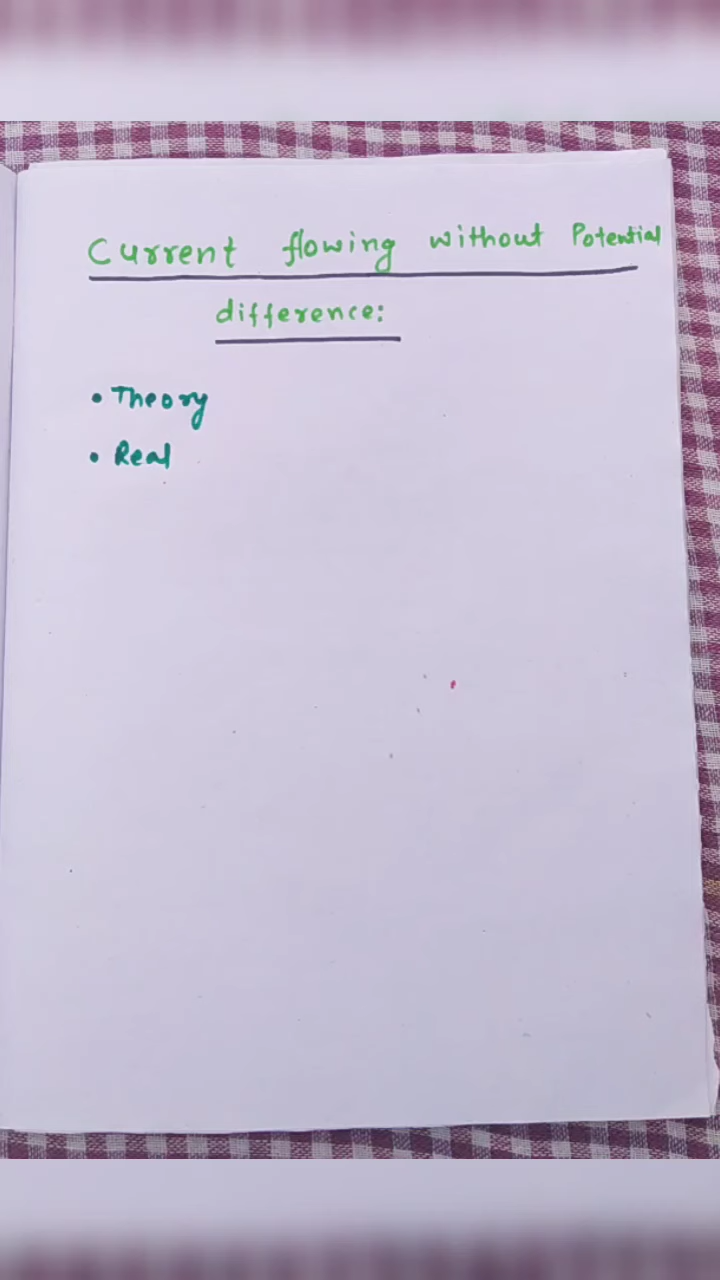 Current flowing without Potential
difference:
• Theory
• Real